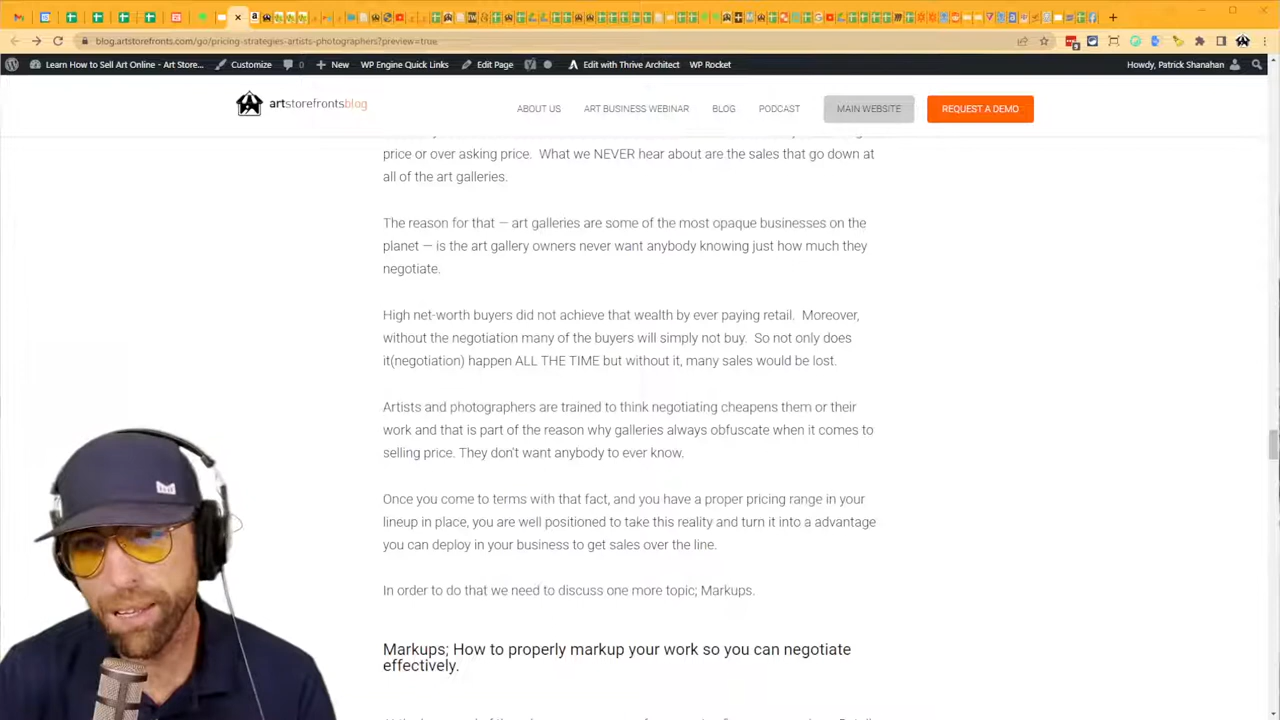 blog.artstorefronts.com/go/pricing-strategies-artists-photographers?preview=true
Learn How to Sell Art Online - Art Store... Customize 0 New WP Engine Quick Links Edit Page Edit with Thrive Architect WP Rocket Howdy, Patrick Shanahan
artstorefrontsblog ABOUT US ART BUSINESS WEBINAR BLOG PODCAST MAIN WEBSITE REQUEST A DEMO
price or over asking price. What we NEVER hear about are the sales that go down at
all of the art galleries.
The reason for that — art galleries are some of the most opaque businesses on the
planet — is the art gallery owners never want anybody knowing just how much they
negotiate.
High net-worth buyers did not achieve that wealth by ever paying retail. Moreover,
without the negotiation many of the buyers will simply not buy. So not only does
it(negotiation) happen ALL THE TIME but without it, many sales would be lost.
Artists and photographers are trained to think negotiating cheapens them or their
work and that is part of the reason why galleries always obfuscate when it comes to
selling price. They don't want anybody to ever know.
Once you come to terms with that fact, and you have a proper pricing range in your
lineup in place, you are well positioned to take this reality and turn it into a advantage
you can deploy in your business to get sales over the line.
In order to do that we need to discuss one more topic; Markups.
Markups; How to properly markup your work so you can negotiate
effectively.